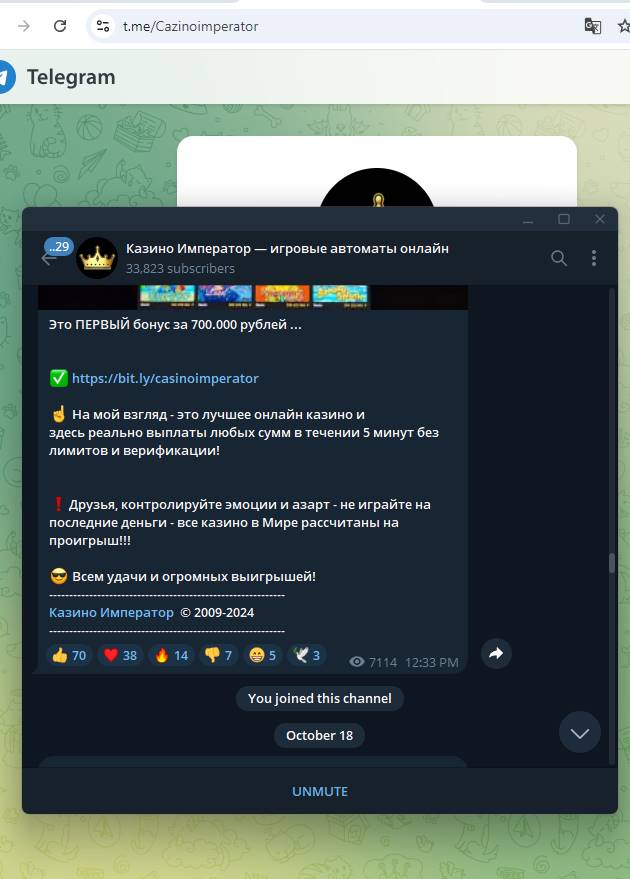 t.me/Cazinoimperator
Telegram
..29
Казино Император — игровые автоматы онлайн
33,823 subscribers
Это ПЕРВЫЙ бонус за 700.000 рублей ...
✅ https://bit.ly/casinoimperator
☝ На мой взгляд - это лучшее онлайн казино и
здесь реально выплаты любых сумм в течении 5 минут без
лимитов и верификации!
❗ Друзья, контролируйте эмоции и азарт - не играйте на
последние деньги - все казино в Мире рассчитаны на
проигрыш!!!
😎 Всем удачи и огромных выигрышей!
-----------------------------------------------------------
Казино Император © 2009-2024
-----------------------------------------------------------
👍 70 ❤ 38 🔥 14 👎 7 😁 5 🕊 3 7114 12:33 PM
You joined this channel
October 18
UNMUTE